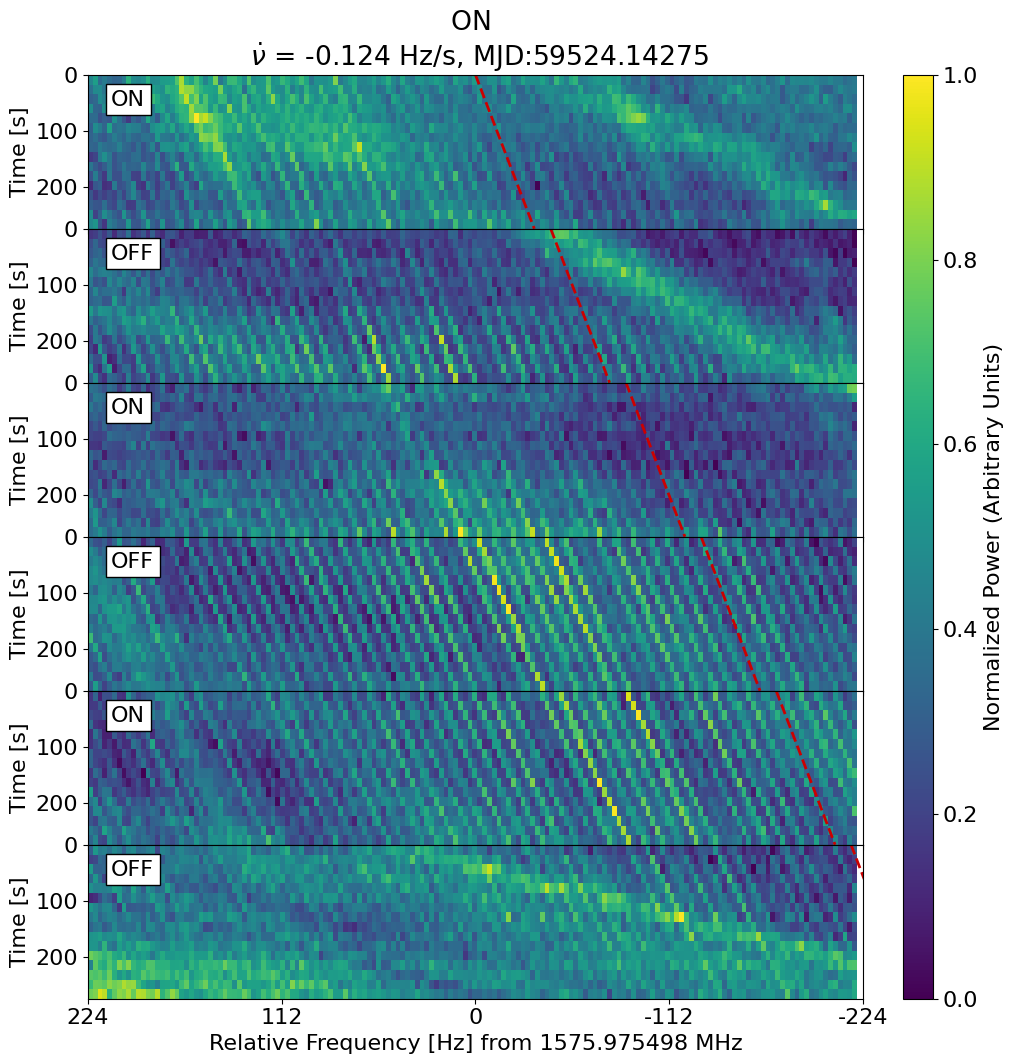 ON
ν̇ = -0.124 Hz/s, MJD:59524.14275
ON
Time [s]
0
100
200
OFF
Time [s]
0
100
200
ON
Time [s]
0
100
200
OFF
Time [s]
0
100
200
ON
Time [s]
0
100
200
OFF
Time [s]
0
100
200
224
112
0
-112
-224
Relative Frequency [Hz] from 1575.975498 MHz
1.0
0.8
0.6
0.4
0.2
0.0
Normalized Power (Arbitrary Units)